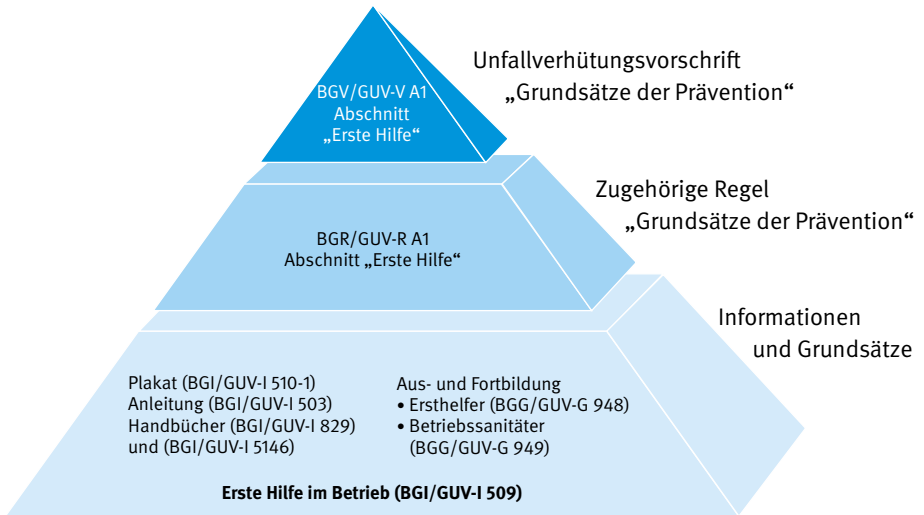 BGV/GUV-V A1
Abschnitt
„Erste Hilfe“
Unfallverhütungsvorschrift
„Grundsätze der Prävention“
BGR/GUV-R A1
Abschnitt „Erste Hilfe“
Zugehörige Regel
„Grundsätze der Prävention“
Informationen
und Grundsätze
Plakat (BGI/GUV-I 510-1)
Anleitung (BGI/GUV-I 503)
Handbücher (BGI/GUV-I 829)
und (BGI/GUV-I 5146)
Aus- und Fortbildung
• Ersthelfer (BGG/GUV-G 948)
• Betriebssanitäter
(BGG/GUV-G 949)
Erste Hilfe im Betrieb (BGI/GUV-I 509)